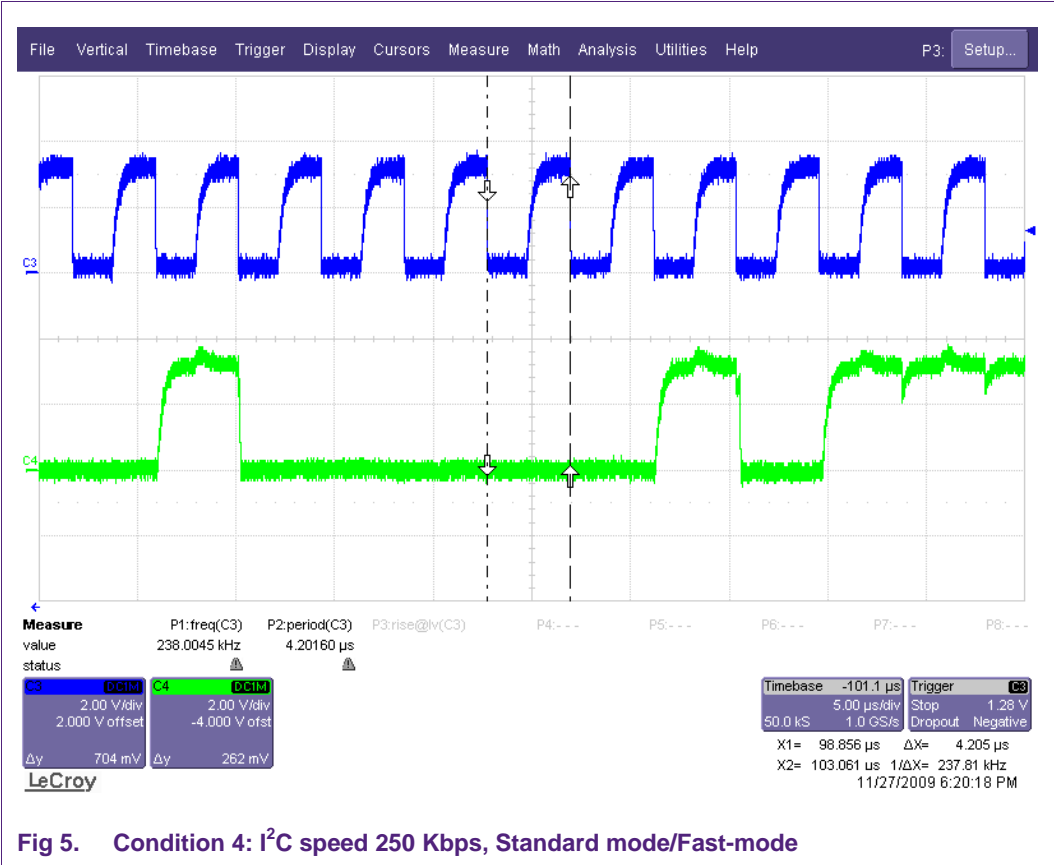 File Vertical Timebase Trigger Display Cursors Measure Math Analysis Utilities Help P3: Setup...
C3
C4
Measure P1:freq(C3) P2:period(C3) P3:rise@lv(C3) P4:- - - P5:- - - P6:- - - P7:- - - P8:- - -
value 238.0045 kHz 4.20160 µs
status
C3 DC1M C4 DC1M Timebase -101.1 µs Trigger C3
2.00 V/div 2.00 V/div 5.00 µs/div Stop 1.28 V
2.000 V offset -4.000 V ofst 50.0 kS 1.0 GS/s Dropout Negative
Δy 704 mV Δy 262 mV
X1= 98.856 µs ΔX= 4.205 µs
X2= 103.061 us 1/ΔX= 237.81 kHz
LeCroy 11/27/2009 6:20:18 PM
Fig 5. Condition 4: I²C speed 250 Kbps, Standard mode/Fast-mode